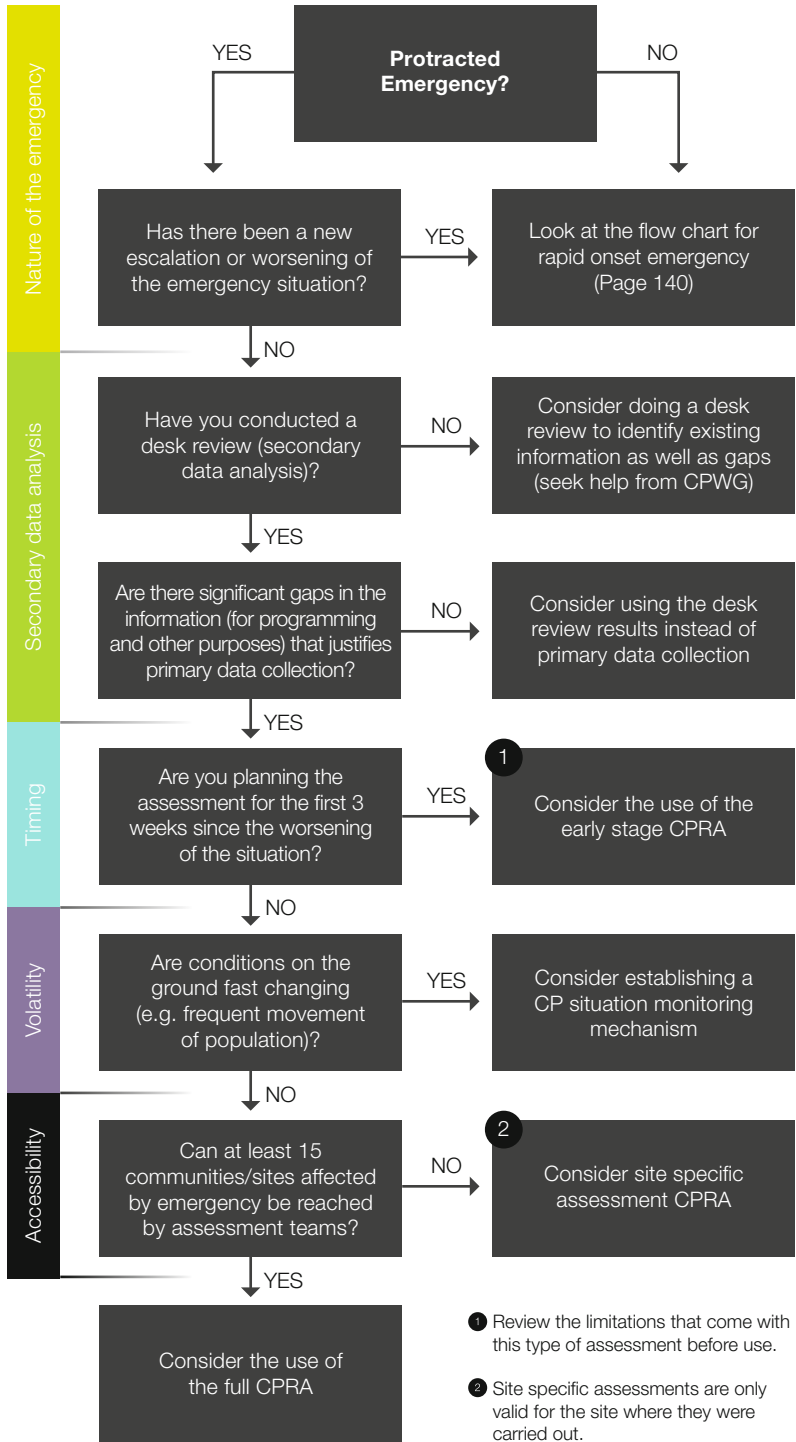 Protracted
Emergency?
YES
NO
Nature of the emergency
Has there been a new
escalation or worsening of
the emergency situation?
YES
Look at the flow chart for
rapid onset emergency
(Page 140)
NO
Secondary data analysis
Have you conducted a
desk review (secondary
data analysis)?
NO
Consider doing a desk
review to identify existing
information as well as gaps
(seek help from CPWG)
YES
Are there significant gaps in the
information (for programming
and other purposes) that justifies
primary data collection?
NO
Consider using the desk
review results instead of
primary data collection
YES
Timing
Are you planning the
assessment for the first 3
weeks since the worsening
of the situation?
YES
1
Consider the use of the
early stage CPRA
NO
Volatility
Are conditions on the
ground fast changing
(e.g. frequent movement
of population)?
YES
Consider establishing a
CP situation monitoring
mechanism
NO
Accessibility
Can at least 15
communities/sites affected
by emergency be reached
by assessment teams?
NO
2
Consider site specific
assessment CPRA
YES
Consider the use of
the full CPRA
1 Review the limitations that come with
this type of assessment before use.
2 Site specific assessments are only
valid for the site where they were
carried out.